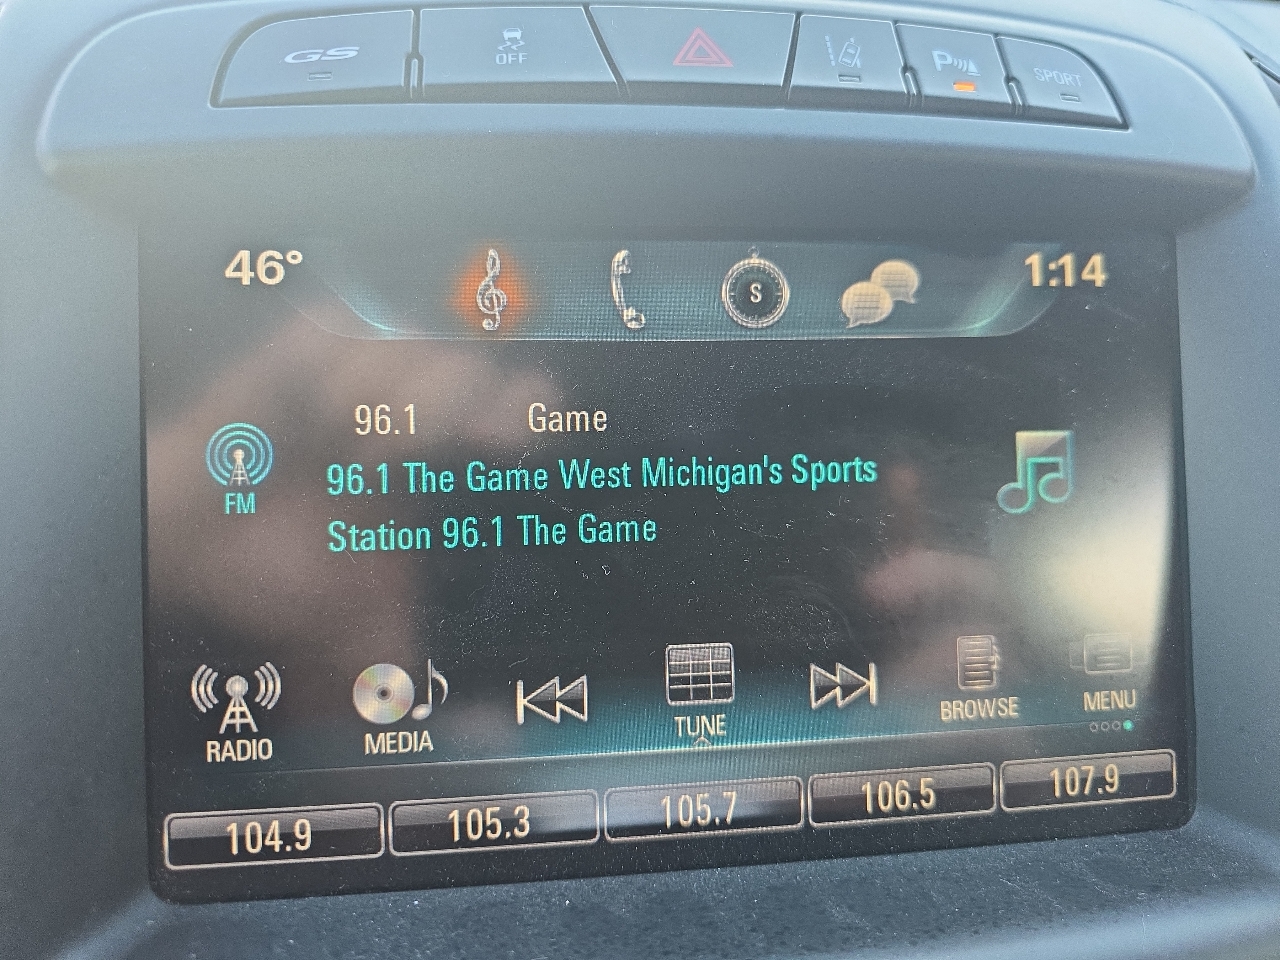 GS
OFF
P
SPORT
46°
S
1:14
96.1 Game
96.1 The Game West Michigan's Sports
Station 96.1 The Game
FM
RADIO
MEDIA
TUNE
BROWSE
MENU
104.9
105.3
105.7
106.5
107.9